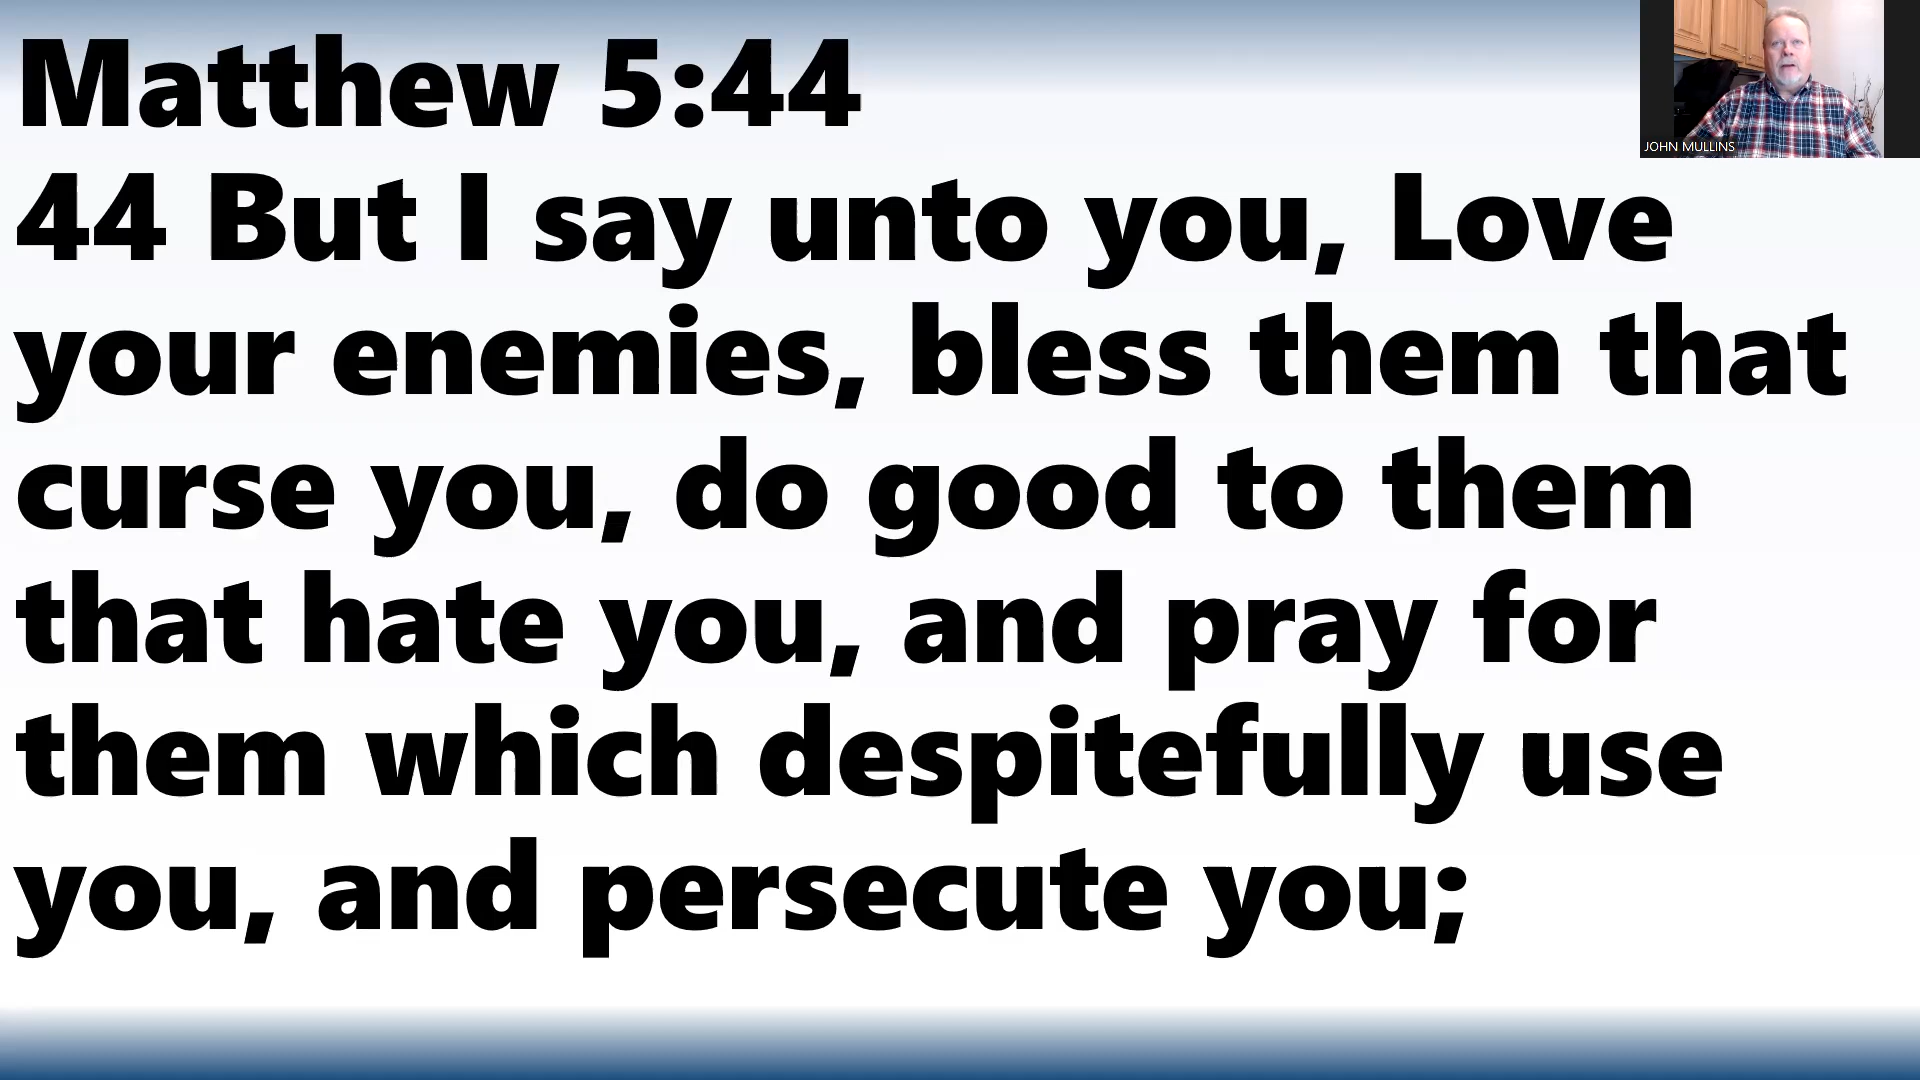 Matthew 5:44
44 But I say unto you, Love
your enemies, bless them that
curse you, do good to them
that hate you, and pray for
them which despitefully use
you, and persecute you;
JOHN MULLINS